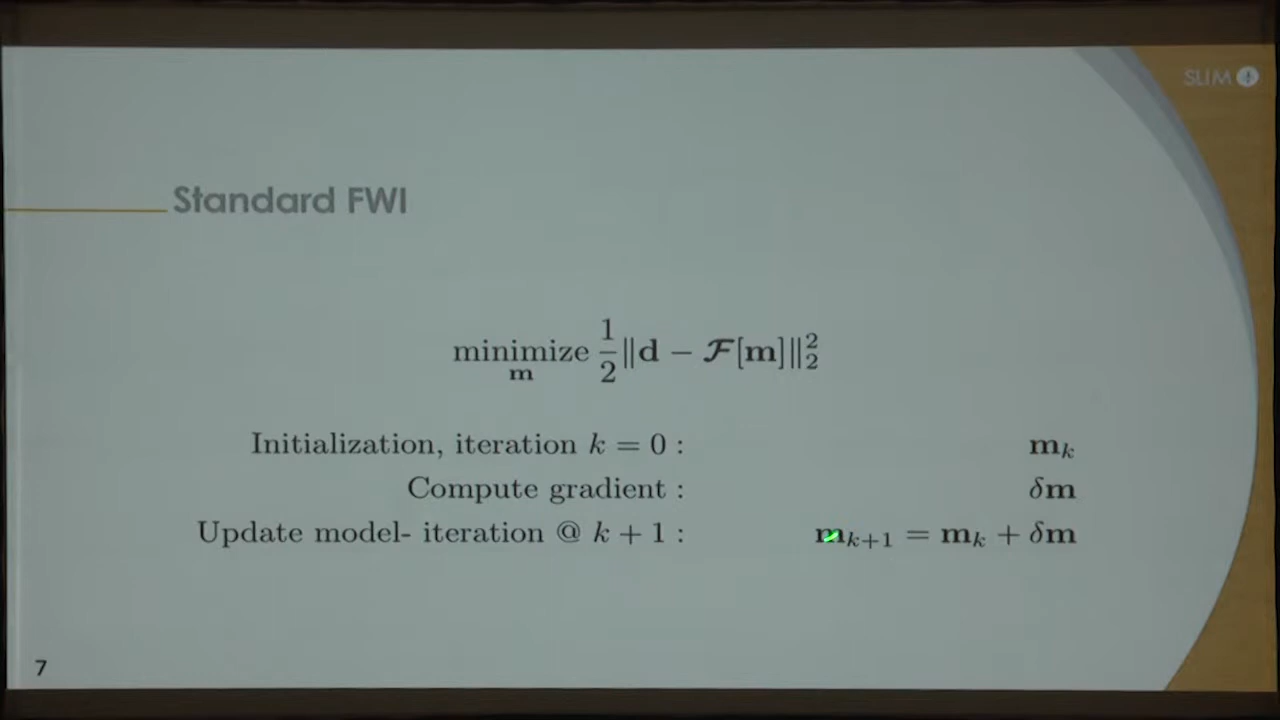 SLIM
Standard FWI
minimize 1/2 ‖d − 𝓕[m]‖₂²
m
Initialization, iteration k = 0 : m_k
Compute gradient : δm
Update model- iteration @ k + 1 : m_{k+1} = m_k + δm
7